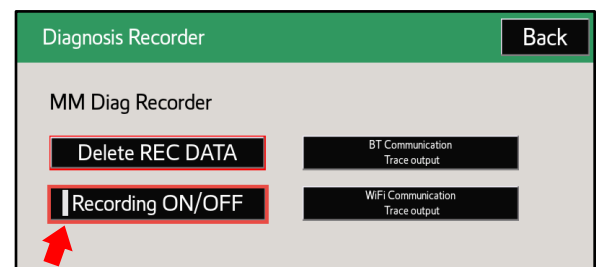 Diagnosis Recorder
Back
MM Diag Recorder
Delete REC DATA
BT Communication
Trace output
Recording ON/OFF
WiFi Communication
Trace output